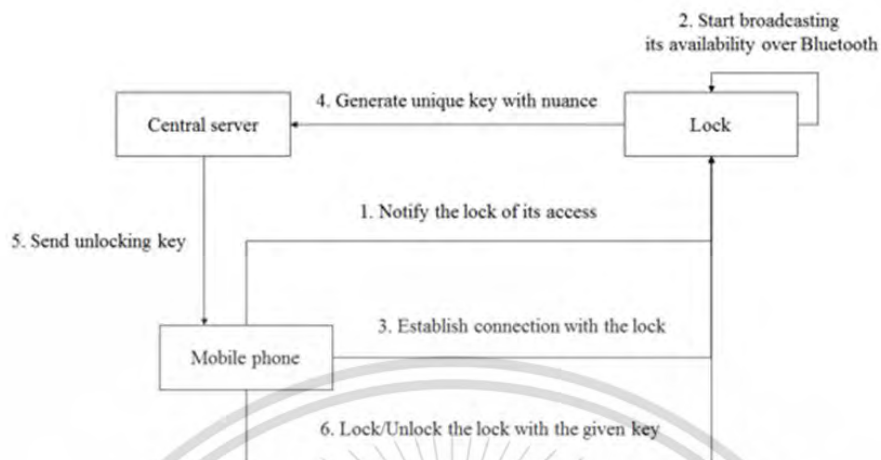 2. Start broadcasting
its availability over Bluetooth
4. Generate unique key with nuance
Central server
Lock
1. Notify the lock of its access
5. Send unlocking key
3. Establish connection with the lock
Mobile phone
6. Lock/Unlock the lock with the given key